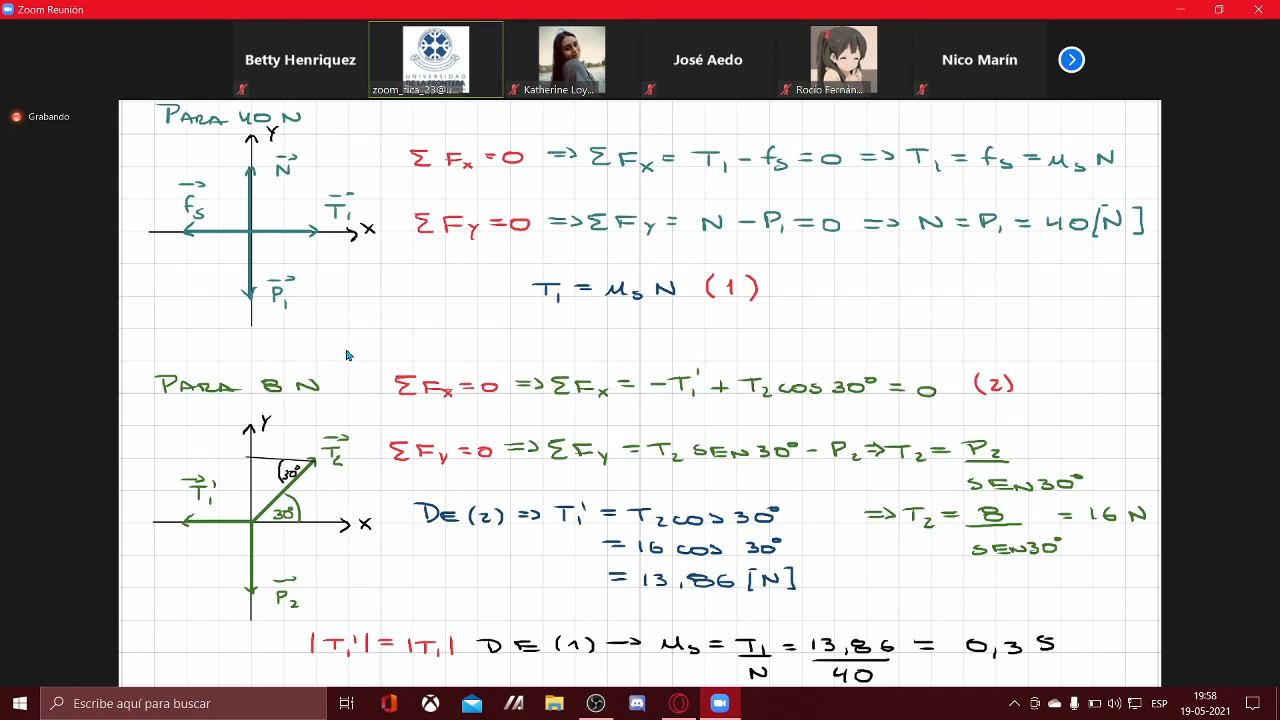 Zoom Reunión
Betty Henriquez
UNIVERSIDAD
DE LA FRONTERA
zoom_fica_33@u...
Katherine Loy...
José Aedo
Rocío Fernán...
Nico Marín
Grabando
PARA 40 N
Y
N
fs
T1
X
P1
Σ Fx = 0 => Σ Fx = T1 - fs = 0 => T1 = fs = μs N
Σ Fy = 0 => Σ Fy = N - P1 = 0 => N = P1 = 40 [N]
T1 = μs N (1)
PARA 8 N
Y
T2
30°
T1'
30°
X
P2
Σ Fx = 0 => Σ Fx = -T1' + T2 cos 30° = 0 (2)
Σ Fy = 0 => Σ Fy = T2 SEN 30° - P2 => T2 = P2 / SEN 30°
DE (2) => T1' = T2 cos 30°
= 16 cos 30°
= 13,86 [N]
=> T2 = 8 / SEN 30° = 16 N
|T1'| = |T1| DE (1) → μs = T1 / N = 13,86 / 40 = 0,35
Escribe aquí para buscar
ESP
19:58
19-05-2021